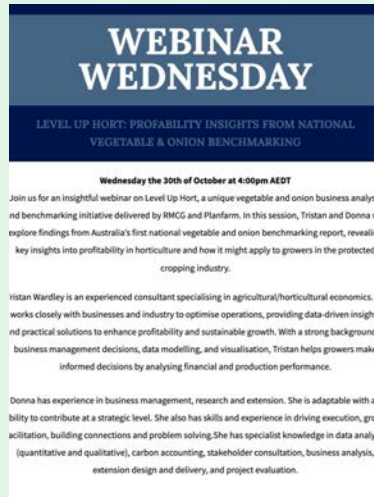 WEBINAR
WEDNESDAY
LEVEL UP HORT: PROFABILITY INSIGHTS FROM NATIONAL
VEGETABLE & ONION BENCHMARKING
Wednesday the 30th of October at 4:00pm AEDT
Join us for an insightful webinar on Level Up Hort, a unique vegetable and onion business analys
nd benchmarking initiative delivered by RMCG and Planfarm. In this session, Tristan and Donna w
explore findings from Australia's first national vegetable and onion benchmarking report, reveali
key insights into profitability in horticulture and how it might apply to growers in the protected
cropping industry.
ristan Wardley is an experienced consultant specialising in agricultural/horticultural economics.
works closely with businesses and industry to optimise operations, providing data-driven insigh
nd practical solutions to enhance profitability and sustainable growth. With a strong background
business management decisions, data modelling, and visualisation, Tristan helps growers make
informed decisions by analysing financial and production performance.
Donna has experience in business management, research and extension. She is adaptable with a
bility to contribute at a strategic level. She also has skills and experience in driving execution, gro
acilitation, building connections and problem solving.She has specialist knowledge in data analy
(quantitative and qualitative), carbon accounting, stakeholder consultation, business analysis,
extension design and delivery, and project evaluation.